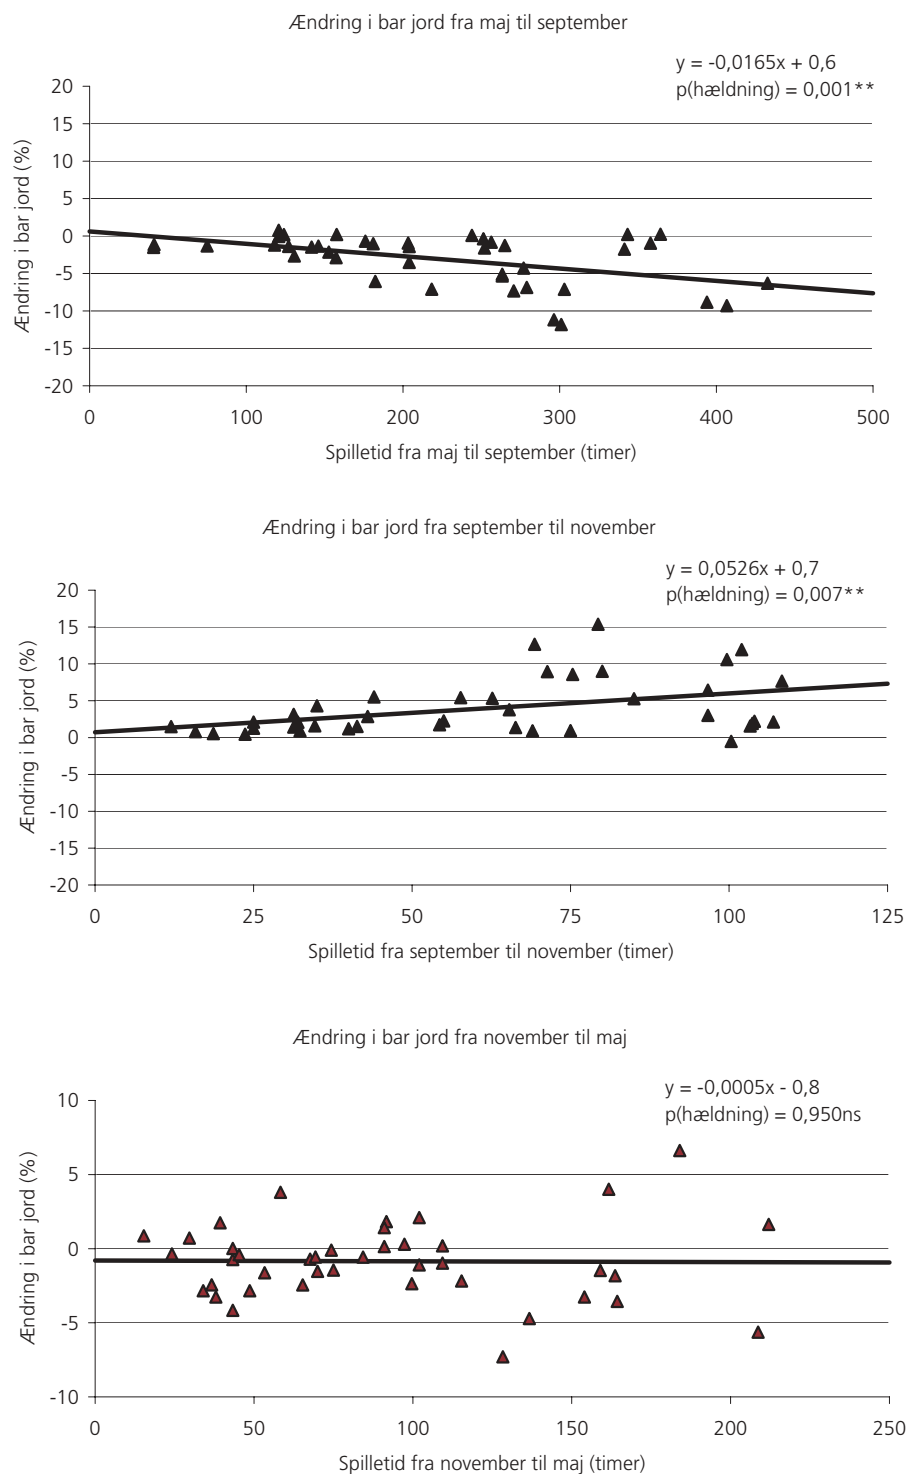 Ændring i bar jord fra maj til september
y = -0,0165x + 0,6
p(hældning) = 0,001**
Ændring i bar jord (%)
20
15
10
5
0
-5
-10
-15
-20
0 100 200 300 400 500
Spilletid fra maj til september (timer)
Ændring i bar jord fra september til november
y = 0,0526x + 0,7
p(hældning) = 0,007**
Ændring i bar jord (%)
20
15
10
5
0
-5
-10
-15
-20
0 25 50 75 100 125
Spilletid fra september til november (timer)
Ændring i bar jord fra november til maj
y = -0,0005x - 0,8
p(hældning) = 0,950ns
Ændring i bar jord (%)
10
5
0
-5
-10
0 50 100 150 200 250
Spilletid fra november til maj (timer)